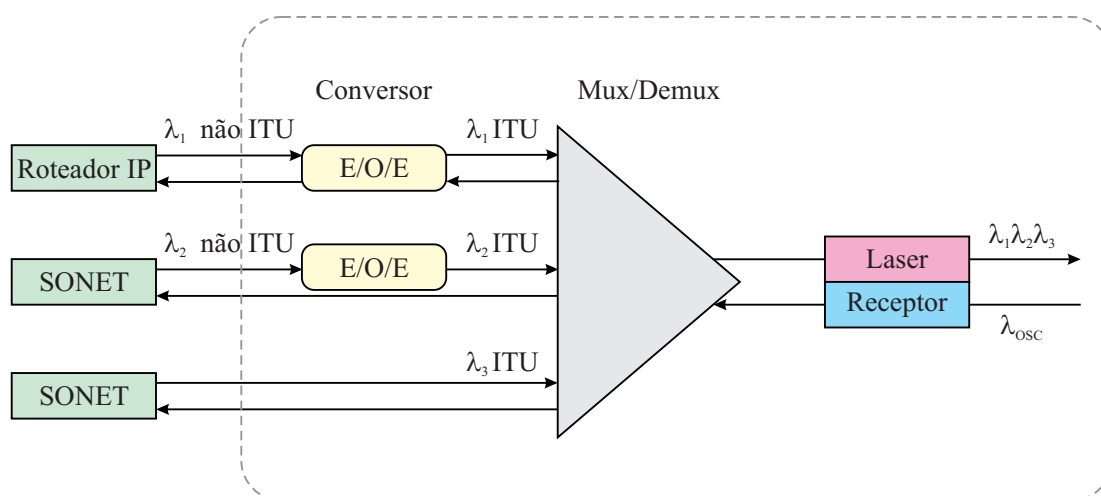 Conversor
Mux/Demux
λ₁ não ITU
λ₁ ITU
Roteador IP
E/O/E
λ₂ não ITU
λ₂ ITU
SONET
E/O/E
Laser
λ₁λ₂λ₃
Receptor
λOSC
λ₃ ITU
SONET